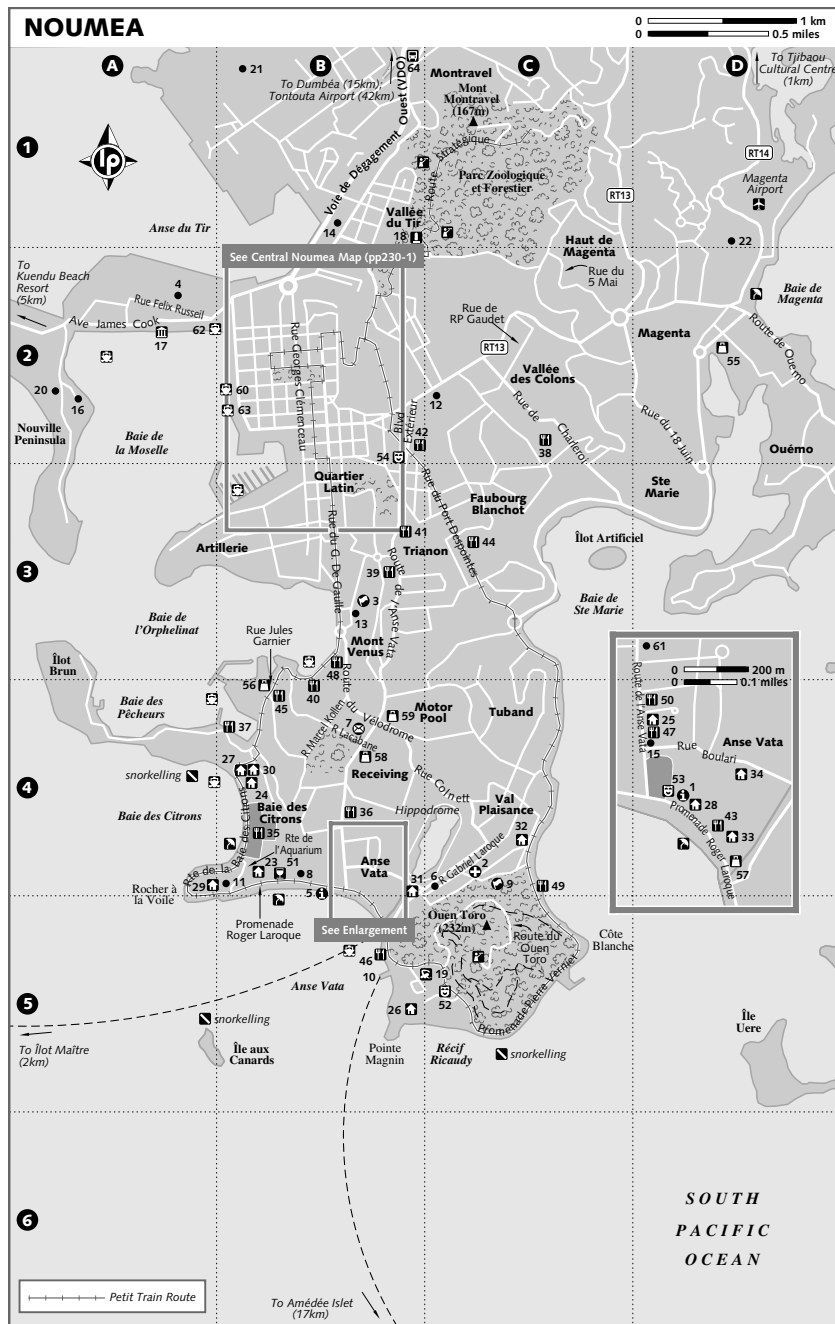 NOUMEA
0 1 km
0 0.5 miles
A
B
C
D
21
64
To Dumbéa (15km);
Tontouta Airport (42km)
Voie de Dégagement Ouest (VDO)
Montravel
Mont
Montravel
(167m)
To Tjibaou
Cultural Centre
(1km)
1
lp
Route Stratégique
Parc Zoologique
et Forestier
RT14
RT13
Magenta
Airport
Anse du Tir
14
Vallée
du Tir
18
22
Haut de
Magenta
See Central Noumea Map (pp230-1)
To
Kuendu Beach
Resort
(5km)
4
Rue Felix Russeil
Ave James Cook
62
17
Rue du
5 Mai
Baie de
Magenta
Rue Georges Clémenceau
Rue de
RP Gaudet
RT13
Magenta
55
Route de Ouemo
2
20
16
60
63
Vallée
des Colons
12
Blvd
Extérieur
42
Rue de Charleroi
38
Rue du 18 Juin
Nouville
Peninsula
Baie de
la Moselle
54
Ouémo
Quartier
Latin
Ste
Marie
Faubourg
Blanchot
Rue du Port Despointes
41
Trianon
44
Îlot Artificiel
Artillerie
3
Rue du G. De Gaulle
39
Route de l'Anse Vata
3
13
Baie de
Ste Marie
Baie de
l'Orphelinat
Rue Jules
Garnier
Mont
Venus
61
0 200 m
0 0.1 miles
Îlot
Brun
56
45
40
48
Route du Vélodrome
Route de l'Anse Vata
50
25
47
Baie des
Pêcheurs
R Marcel Kollen
59
Motor
Pool
Tuband
37
7
R Lacabane
58
15
Rue Boulari
Anse Vata
27
30
snorkelling
Receiving
34
4
24
Rue Colnett
53
1
28
Baie des Citrons
Baie des
Citrons
36
Hippodrome
Val
Plaisance
32
43
33
35
Promenade Roger Laroque
57
Rte de la Baie des Citrons
Rte de
l'Aquarium
Anse
Vata
R Gabriel Laroque
23
51
8
31
6
2
9
49
Rocher à
la Voile
29
11
5
Ouen Toro
(232m)
Promenade
Roger Laroque
See Enlargement
Route du
Ouen
Toro
Côte
Blanche
46
10
19
Anse Vata
5
26
52
Promenade Pierre Vernier
snorkelling
Île
Uere
To Îlot Maître
(2km)
Île aux
Canards
Pointe
Magnin
Récif
Ricaudy
snorkelling
6
SOUTH
PACIFIC
OCEAN
Petit Train Route
To Amédée Islet
(17km)